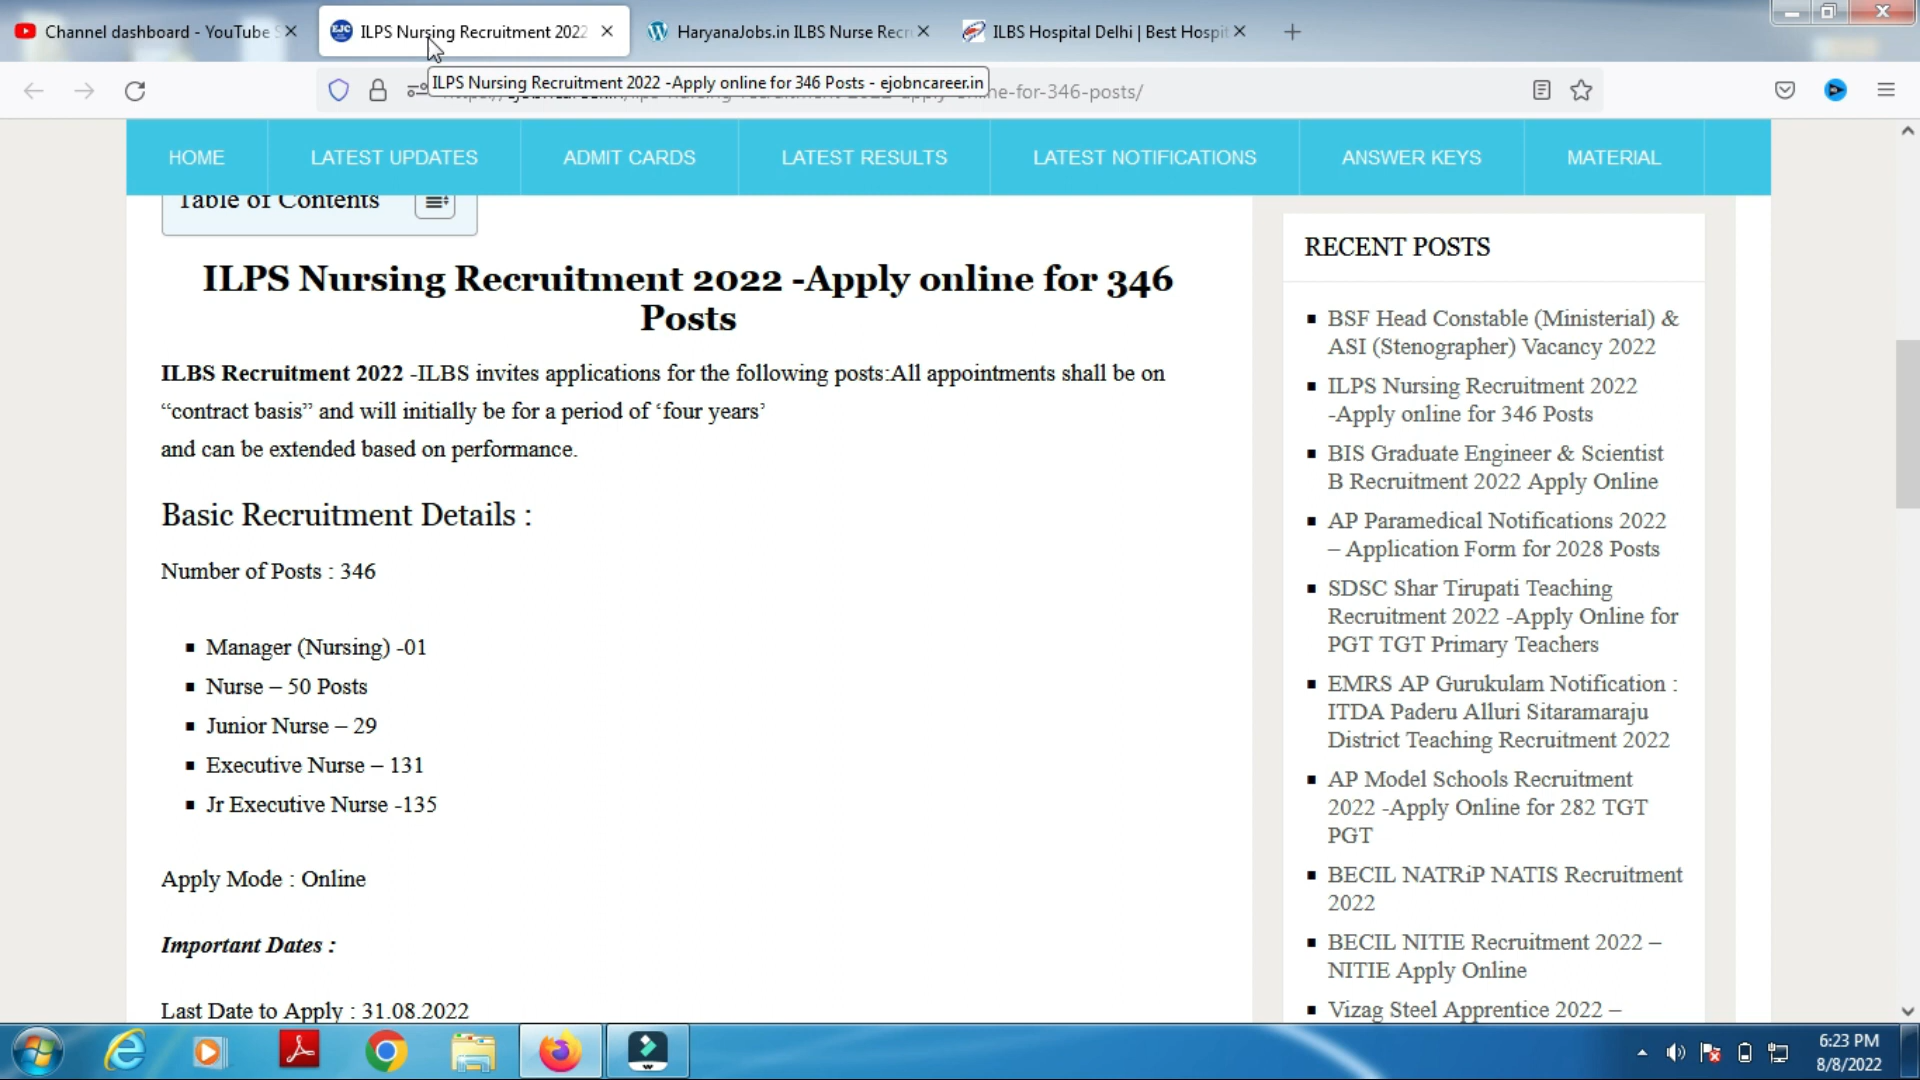 Channel dashboard - YouTube S
ILPS Nursing Recruitment 2022
HaryanaJobs.in ILBS Nurse Recr
ILBS Hospital Delhi | Best Hospit
ILPS Nursing Recruitment 2022 -Apply online for 346 Posts - ejobncareer.in
ne-for-346-posts/
HOME
LATEST UPDATES
ADMIT CARDS
LATEST RESULTS
LATEST NOTIFICATIONS
ANSWER KEYS
MATERIAL
Table of Contents
ILPS Nursing Recruitment 2022 -Apply online for 346
Posts
ILBS Recruitment 2022 -ILBS invites applications for the following posts:All appointments shall be on
“contract basis” and will initially be for a period of ‘four years’
and can be extended based on performance.
Basic Recruitment Details :
Number of Posts : 346
Manager (Nursing) -01
Nurse – 50 Posts
Junior Nurse – 29
Executive Nurse – 131
Jr Executive Nurse -135
Apply Mode : Online
Important Dates :
Last Date to Apply : 31.08.2022
RECENT POSTS
BSF Head Constable (Ministerial) &
ASI (Stenographer) Vacancy 2022
ILPS Nursing Recruitment 2022
-Apply online for 346 Posts
BIS Graduate Engineer & Scientist
B Recruitment 2022 Apply Online
AP Paramedical Notifications 2022
– Application Form for 2028 Posts
SDSC Shar Tirupati Teaching
Recruitment 2022 -Apply Online for
PGT TGT Primary Teachers
EMRS AP Gurukulam Notification :
ITDA Paderu Alluri Sitaramaraju
District Teaching Recruitment 2022
AP Model Schools Recruitment
2022 -Apply Online for 282 TGT
PGT
BECIL NATRiP NATIS Recruitment
2022
BECIL NITIE Recruitment 2022 –
NITIE Apply Online
Vizag Steel Apprentice 2022 –
6:23 PM
8/8/2022